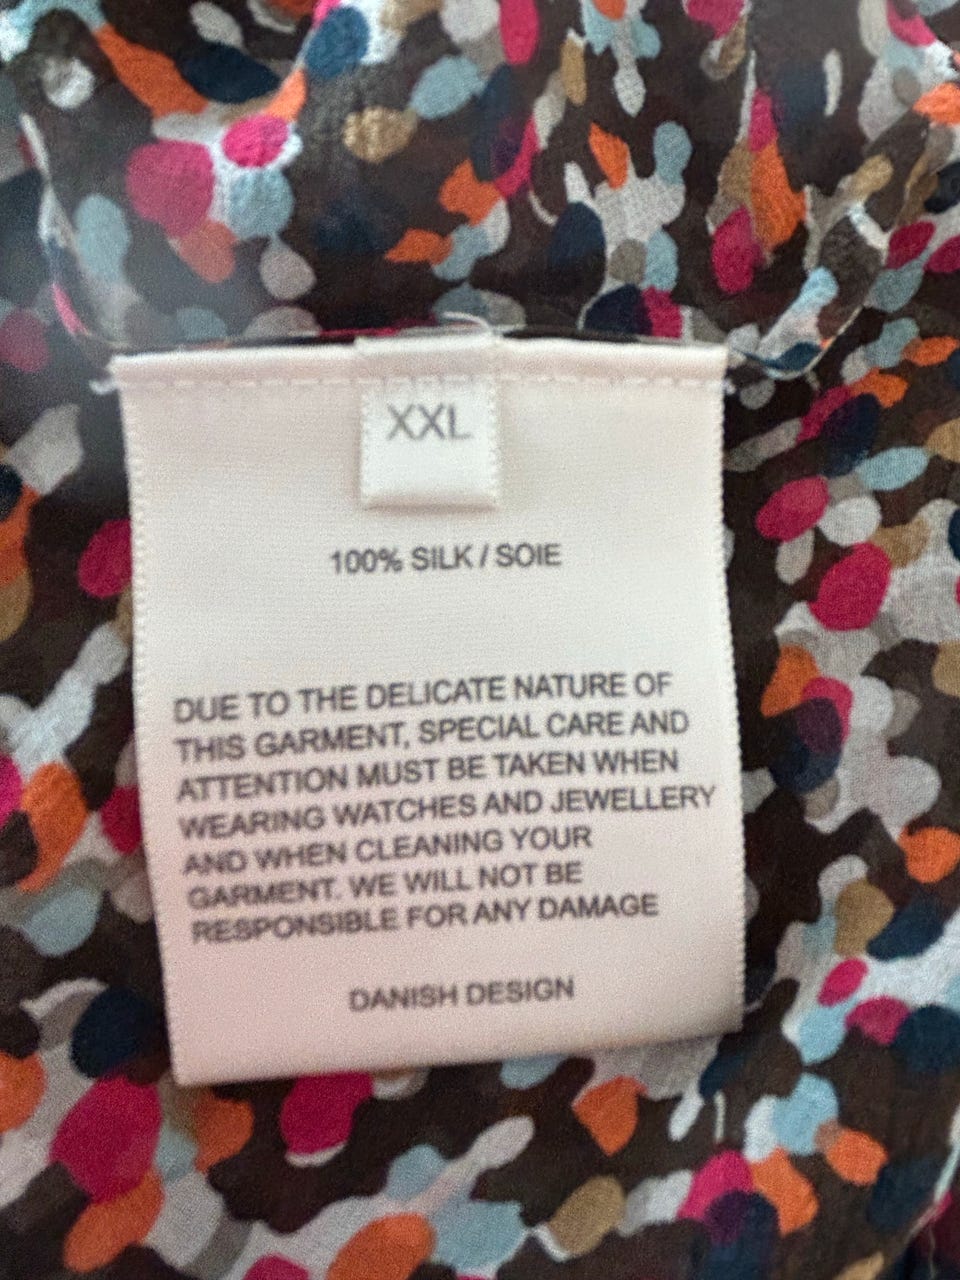 XXL
100% SILK / SOIE
DUE TO THE DELICATE NATURE OF
THIS GARMENT, SPECIAL CARE AND
ATTENTION MUST BE TAKEN WHEN
WEARING WATCHES AND JEWELLERY
AND WHEN CLEANING YOUR
GARMENT. WE WILL NOT BE
RESPONSIBLE FOR ANY DAMAGE
DANISH DESIGN